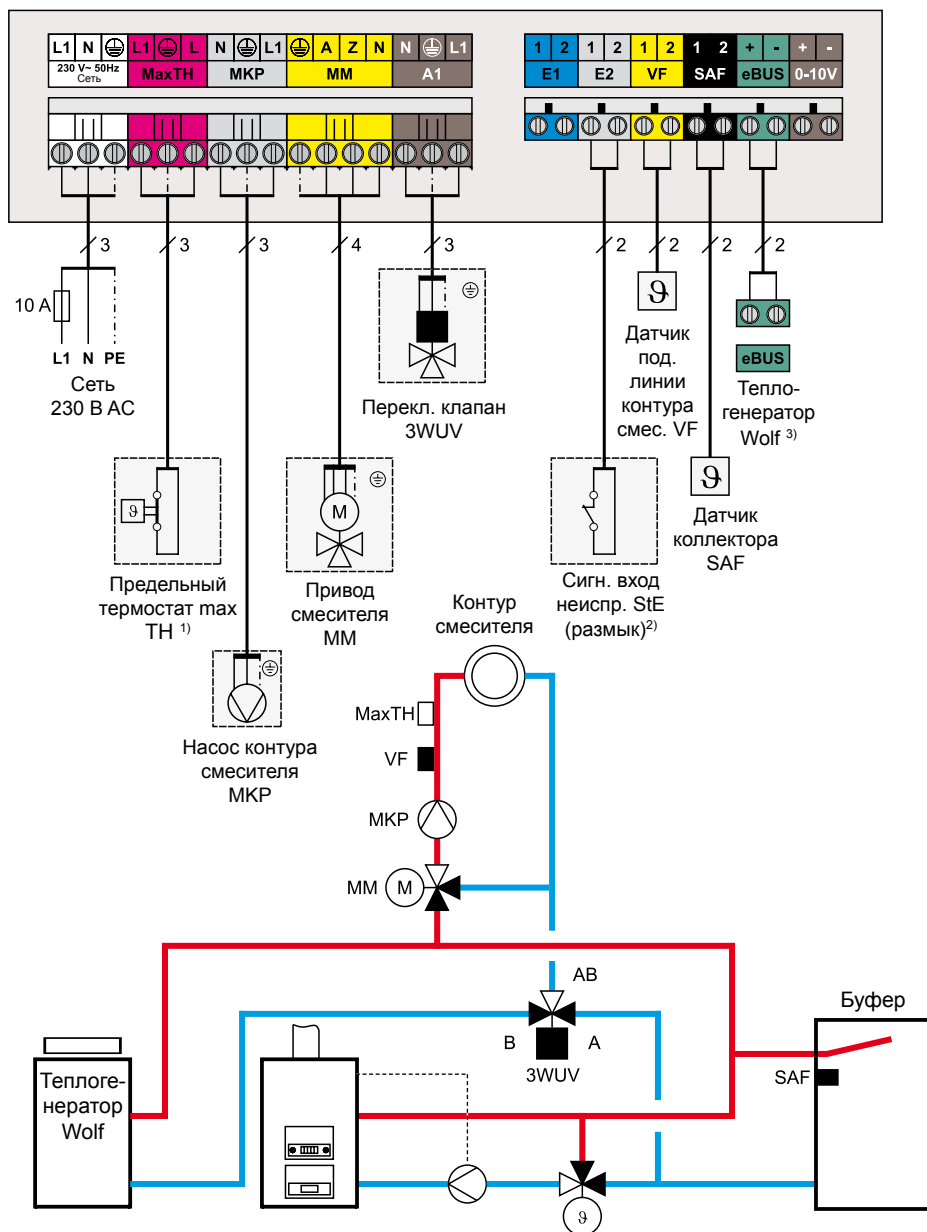 L1 N L1 L N L1 A Z N N L1 1 2 1 2 1 2 1 2 + - + -
230 V~ 50Hz
Сеть
MaxTH MKP MM A1 E1 E2 VF SAF eBUS 0-10V
3 3 3 4 3 2 2 2 2
10 A
L1 N PE
Сеть
230 В AC
Перекл. клапан
3WUV
ϑ
Датчик
под.
линии
контура
смес. VF
eBUS
Тепло-
генератор
Wolf 3)
ϑ
Предельный
термостат max
TH 1)
M
Привод
смесителя
MM
Сигн. вход
неиспр. StE
(размык)2)
ϑ
Датчик
коллектора
SAF
Насос контура
смесителя
MKP
Контур
смесителя
MaxTH
VF
MKP
MM M
AB
B A
3WUV
Буфер
SAF
Теплоге-
нератор
Wolf
ϑ